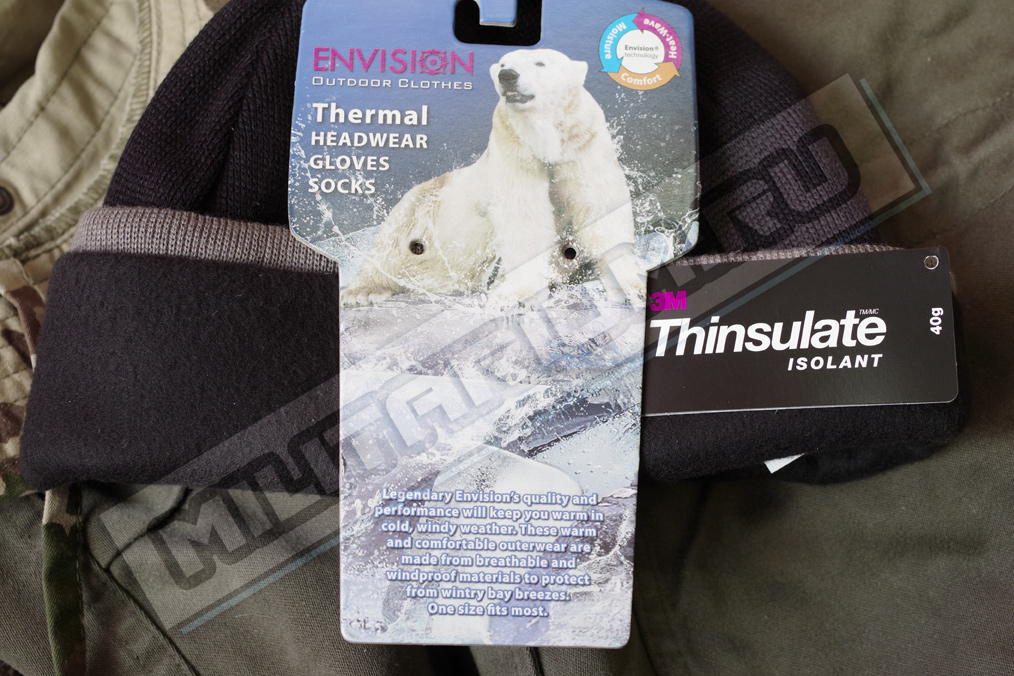 ENVISION
OUTDOOR CLOTHES
Thermal
HEADWEAR
GLOVES
SOCKS
Moisture
Heat-Wave
Comfort
Envision®
technology
3M
Thinsulate TM/MC
ISOLANT
40g
Legendary Envision's quality and
performance will keep you warm in
cold, windy weather. These warm
and comfortable outerwear are
made from breathable and
windproof materials to protect
from wintry bay breezes.
One size fits most.